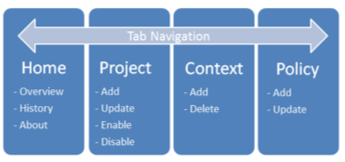 Tab Navigation
Home
- Overview
- History
- About
Project
- Add
- Update
- Enable
- Disable
Context
- Add
- Delete
Policy
- Add
- Update